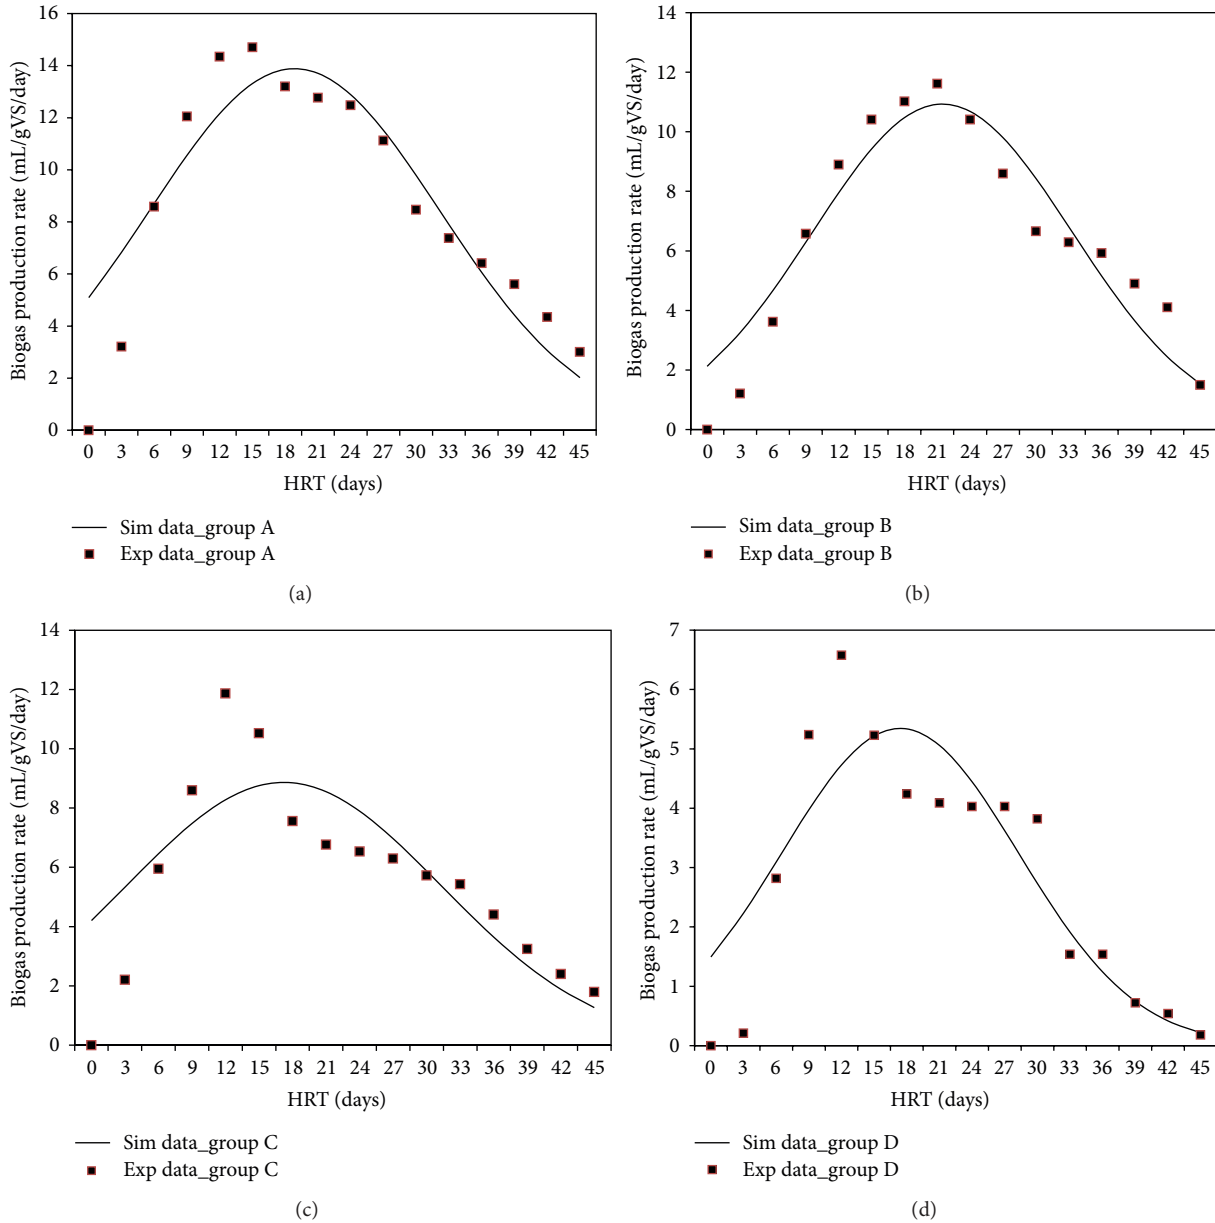 16
14
12
10
8
6
4
2
0
Biogas production rate (mL/gVS/day)
0 3 6 9 12 15 18 21 24 27 30 33 36 39 42 45
HRT (days)
Sim data_group A
Exp data_group A
(a)
14
12
10
8
6
4
2
0
Biogas production rate (mL/gVS/day)
0 3 6 9 12 15 18 21 24 27 30 33 36 39 42 45
HRT (days)
Sim data_group B
Exp data_group B
(b)
14
12
10
8
6
4
2
0
Biogas production rate (mL/gVS/day)
0 3 6 9 12 15 18 21 24 27 30 33 36 39 42 45
HRT (days)
Sim data_group C
Exp data_group C
(c)
7
6
5
4
3
2
1
0
Biogas production rate (mL/gVS/day)
0 3 6 9 12 15 18 21 24 27 30 33 36 39 42 45
HRT (days)
Sim data_group D
Exp data_group D
(d)